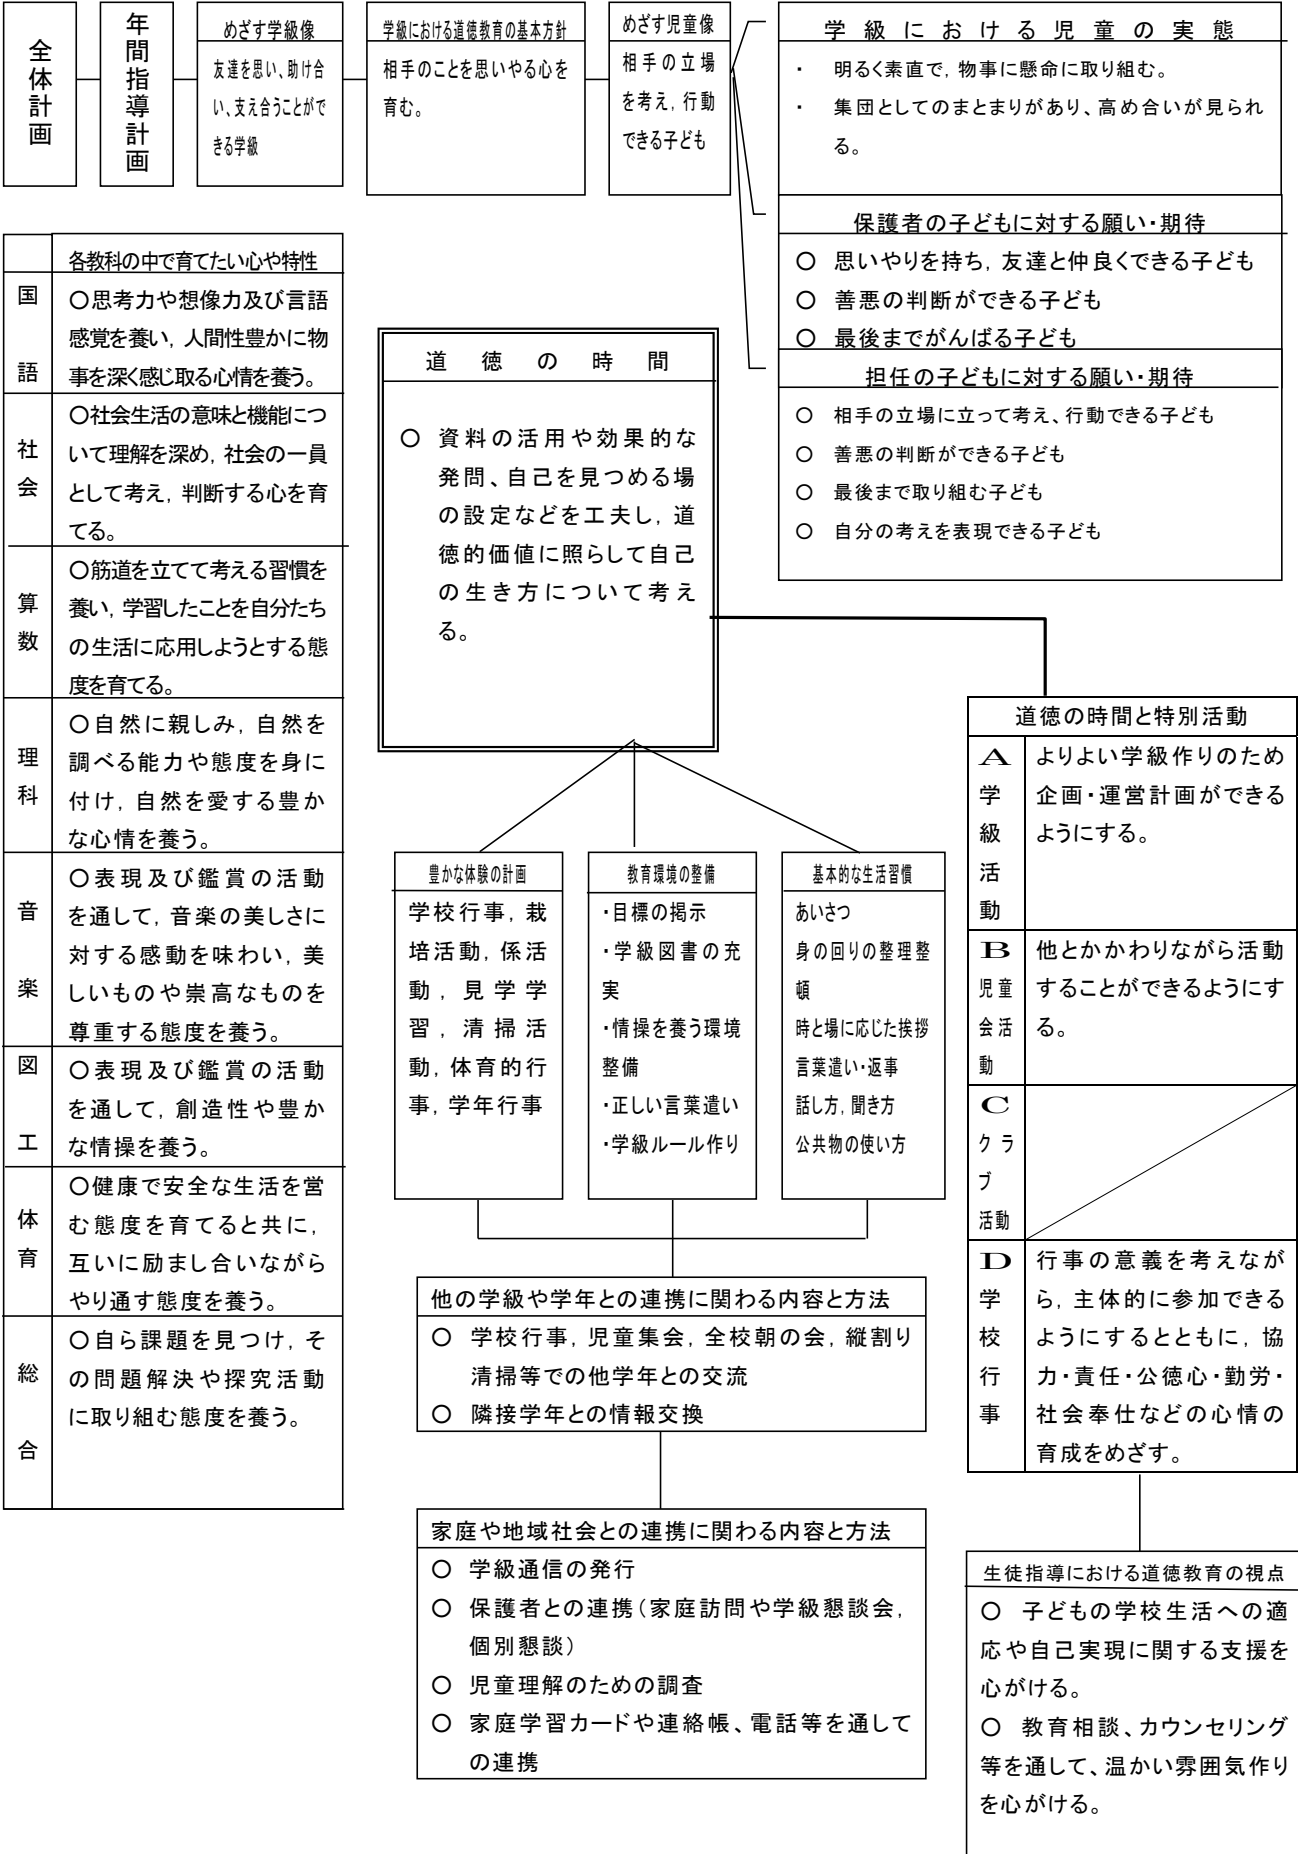 全体計画
年間指導計画
めざす学級像
友達を思い、助け合
い、支え合うことがで
きる学級
学級における道徳教育の基本方針
相手のことを思いやる心を
育む。
めざす児童像
相手の立場
を考え，行動
できる子ども
学級における児童の実態
・ 明るく素直で，物事に懸命に取り組む。
・ 集団としてのまとまりがあり、高め合いが見られ
る。
保護者の子どもに対する願い・期待
○ 思いやりを持ち，友達と仲良くできる子ども
○ 善悪の判断ができる子ども
○ 最後までがんばる子ども
担任の子どもに対する願い・期待
○ 相手の立場に立って考え、行動できる子ども
○ 善悪の判断ができる子ども
○ 最後まで取り組む子ども
○ 自分の考えを表現できる子ども
各教科の中で育てたい心や特性
国語
○思考力や想像力及び言語
感覚を養い，人間性豊かに物
事を深く感じ取る心情を養う。
社会
○社会生活の意味と機能につ
いて理解を深め，社会の一員
として考え，判断する心を育
てる。
算数
○筋道を立てて考える習慣を
養い，学習したことを自分たち
の生活に応用しようとする態
度を育てる。
理科
○自然に親しみ，自然を
調べる能力や態度を身に
付け，自然を愛する豊か
な心情を養う。
音楽
○表現及び鑑賞の活動
を通して，音楽の美しさに
対する感動を味わい，美
しいものや崇高なものを
尊重する態度を養う。
図工
○表現及び鑑賞の活動
を通して，創造性や豊か
な情操を養う。
体育
○健康で安全な生活を営
む態度を育てると共に，
互いに励まし合いながら
やり通す態度を養う。
総合
○自ら課題を見つけ，そ
の問題解決や探究活動
に取り組む態度を養う。
道徳の時間
○ 資料の活用や効果的な
発問、自己を見つめる場
の設定などを工夫し，道
徳的価値に照らして自己
の生き方について考え
る。
豊かな体験の計画
学校行事，栽
培活動，係活
動，見学学
習，清掃活
動，体育的行
事，学年行事
教育環境の整備
・目標の掲示
・学級図書の充
実
・情操を養う環境
整備
・正しい言葉遣い
・学級ルール作り
基本的な生活習慣
あいさつ
身の回りの整理整
頓
時と場に応じた挨拶
言葉遣い・返事
話し方，聞き方
公共物の使い方
他の学級や学年との連携に関わる内容と方法
○ 学校行事，児童集会，全校朝の会，縦割り
清掃等での他学年との交流
○ 隣接学年との情報交換
家庭や地域社会との連携に関わる内容と方法
○ 学級通信の発行
○ 保護者との連携（家庭訪問や学級懇談会，
個別懇談）
○ 児童理解のための調査
○ 家庭学習カードや連絡帳、電話等を通して
の連携
道徳の時間と特別活動
A
学
級
活
動
よりよい学級作りのため
企画・運営計画ができる
ようにする。
B
児童
会活
動
他とかかわりながら活動
することができるようにす
る。
C
クラ
ブ
活動
D
学
校
行
事
行事の意義を考えなが
ら，主体的に参加できる
ようにするとともに，協
力・責任・公徳心・勤労・
社会奉仕などの心情の
育成をめざす。
生徒指導における道徳教育の視点
○ 子どもの学校生活への適
応や自己実現に関する支援を
心がける。
○ 教育相談、カウンセリング
等を通して、温かい雰囲気作り
を心がける。